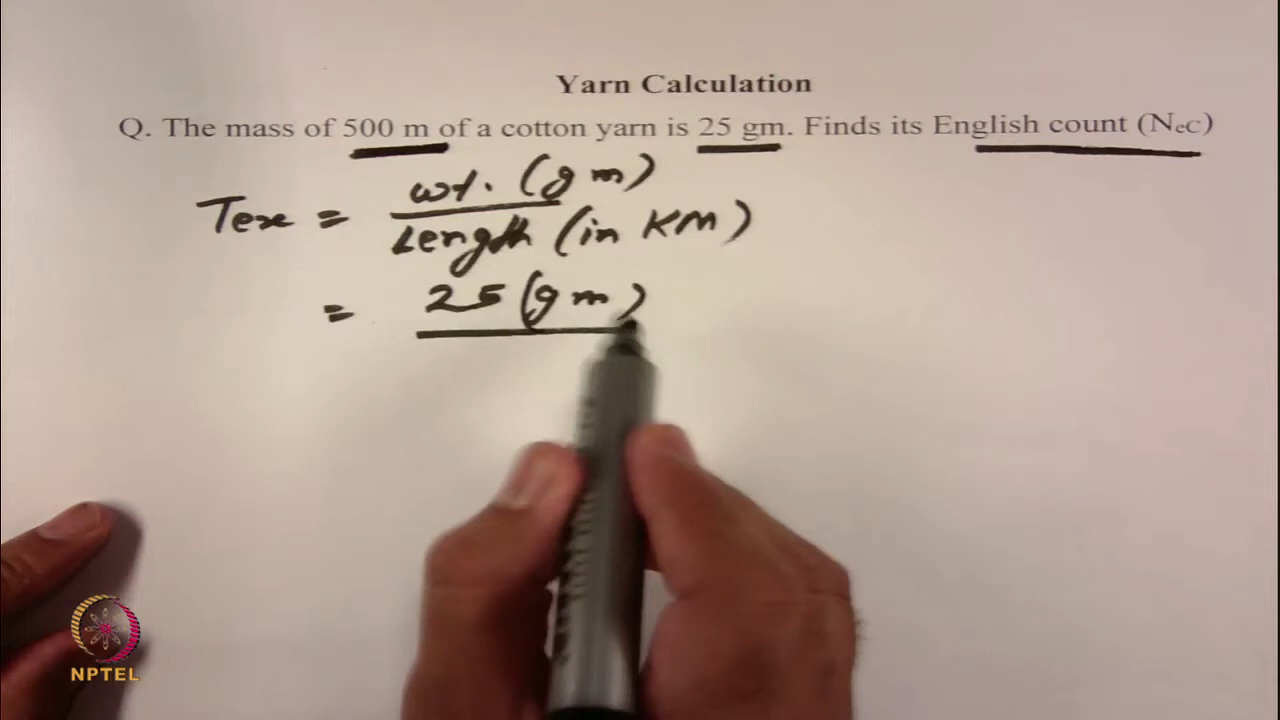 Yarn Calculation
Q. The mass of 500 m of a cotton yarn is 25 gm. Finds its English count (NeC)
Tex = wt. (gm)
Length (in KM)
= 25 (gm)
NPTEL